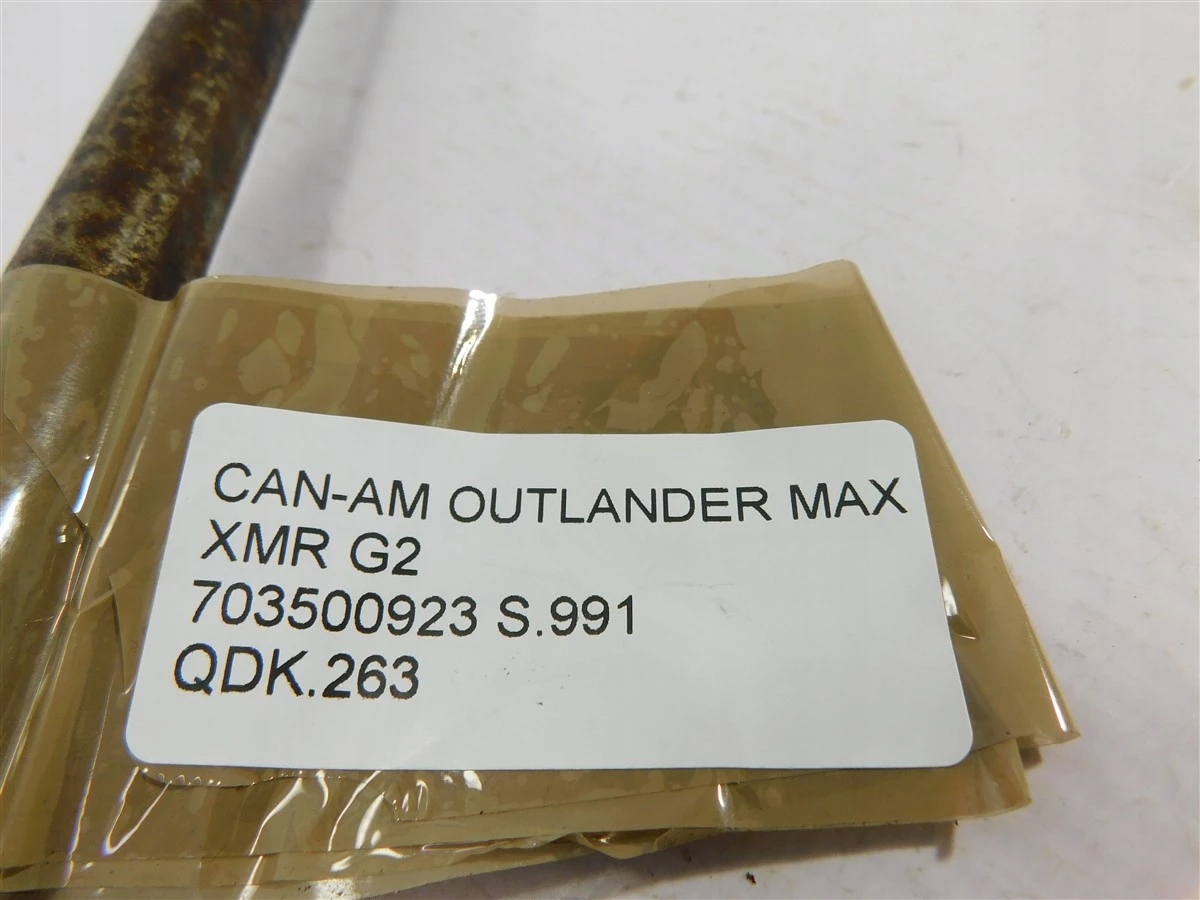 CAN-AM OUTLANDER MAX
XMR G2
703500923 S.991
QDK.263